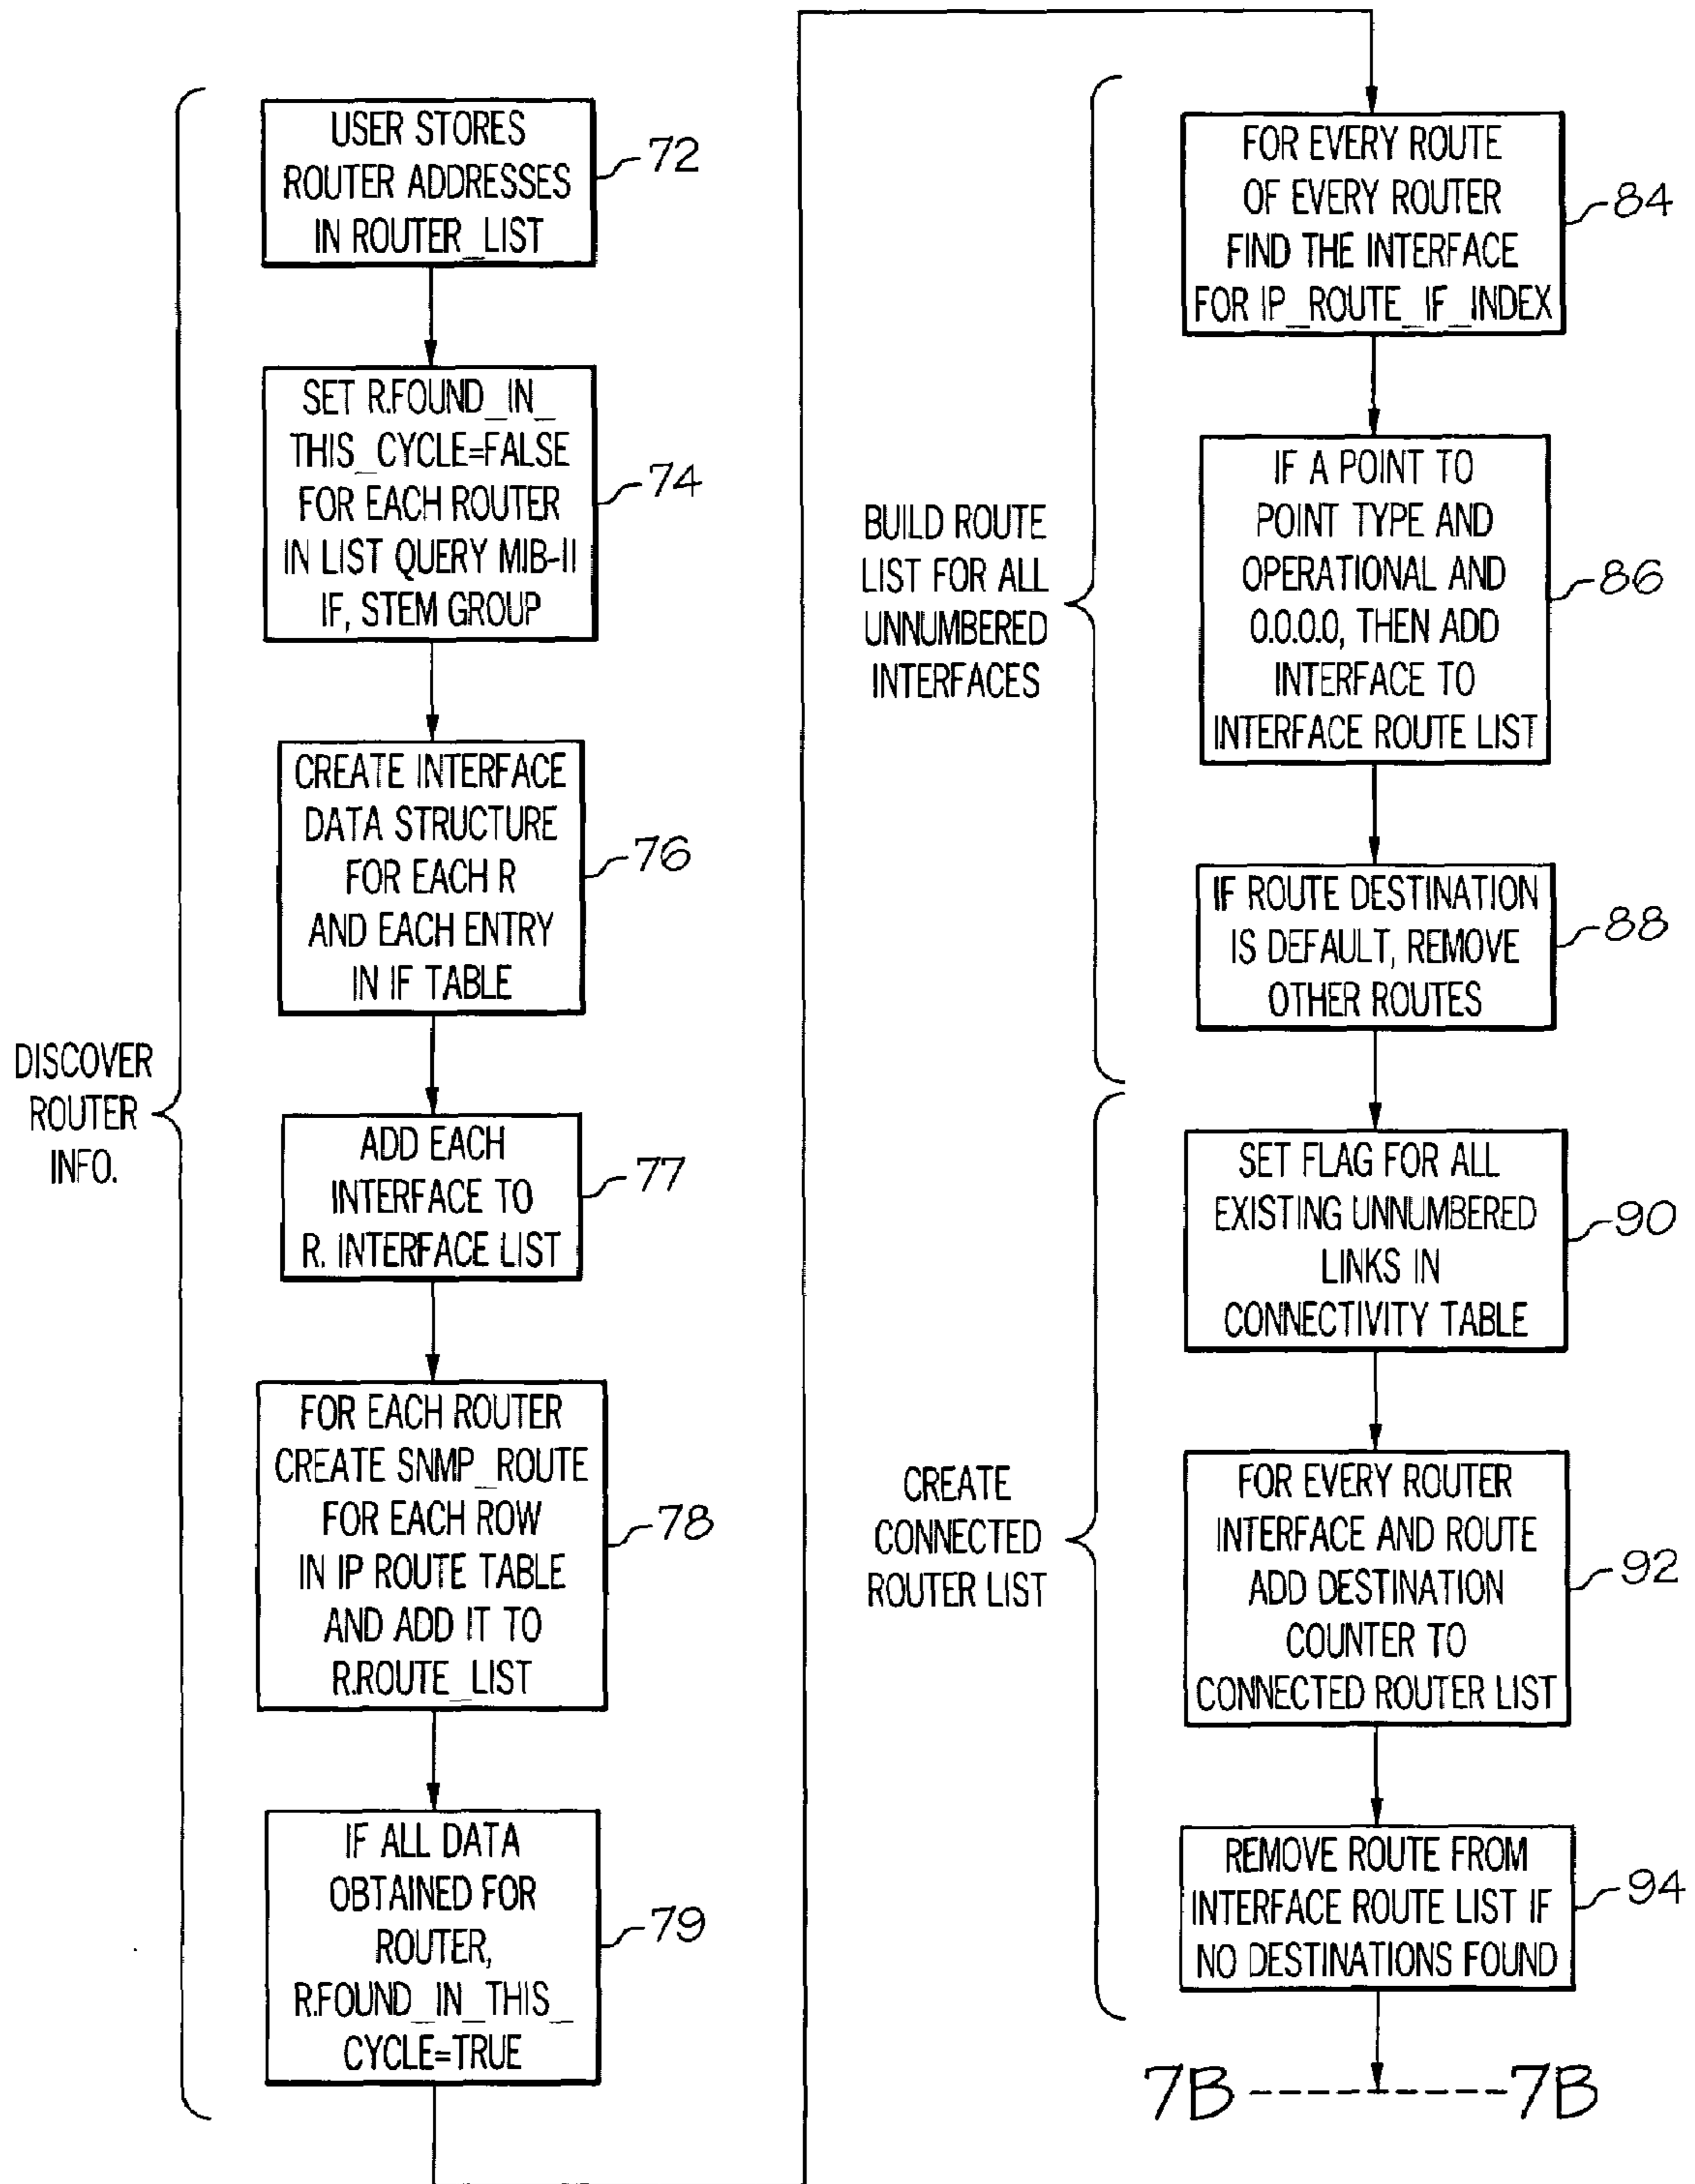 DISCOVER
ROUTER
INFO.
USER STORES
ROUTER ADDRESSES
IN ROUTER_LIST
72
SET R.FOUND_IN_
THIS_CYCLE=FALSE
FOR EACH ROUTER
IN LIST QUERY MIB-II
IF, STEM GROUP
74
CREATE INTERFACE
DATA STRUCTURE
FOR EACH R
AND EACH ENTRY
IN IF TABLE
76
ADD EACH
INTERFACE TO
R. INTERFACE LIST
77
FOR EACH ROUTER
CREATE SNMP_ROUTE
FOR EACH ROW
IN IP ROUTE TABLE
AND ADD IT TO
R.ROUTE_LIST
78
IF ALL DATA
OBTAINED FOR
ROUTER,
R.FOUND_IN_THIS_
CYCLE=TRUE
79
BUILD ROUTE
LIST FOR ALL
UNNUMBERED
INTERFACES
FOR EVERY ROUTE
OF EVERY ROUTER
FIND THE INTERFACE
FOR IP_ROUTE_IF_INDEX
84
IF A POINT TO
POINT TYPE AND
OPERATIONAL AND
0.0.0.0, THEN ADD
INTERFACE TO
INTERFACE ROUTE LIST
86
IF ROUTE DESTINATION
IS DEFAULT, REMOVE
OTHER ROUTES
88
CREATE
CONNECTED
ROUTER LIST
SET FLAG FOR ALL
EXISTING UNNUMBERED
LINKS IN
CONNECTIVITY TABLE
90
FOR EVERY ROUTER
INTERFACE AND ROUTE
ADD DESTINATION
COUNTER TO
CONNECTED ROUTER LIST
92
REMOVE ROUTE FROM
INTERFACE ROUTE LIST IF
NO DESTINATIONS FOUND
94
7B ------ 7B